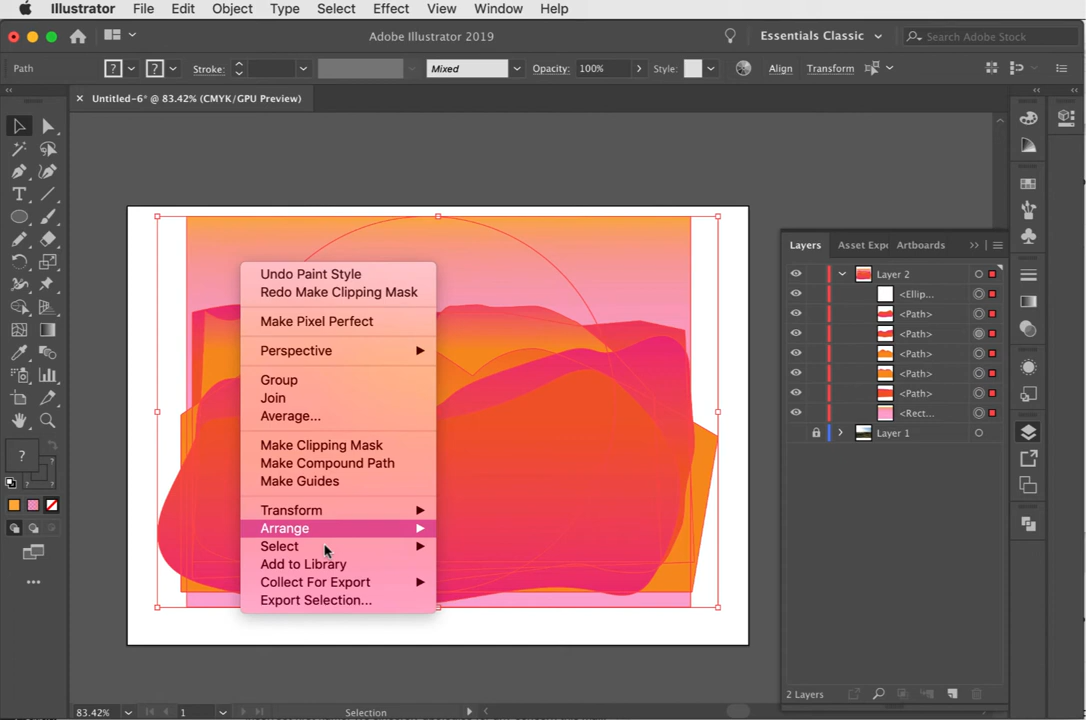 Illustrator File Edit Object Type Select Effect View Window Help
Adobe Illustrator 2019
Essentials Classic
Search Adobe Stock
Path ? ? Stroke: Mixed Opacity: 100% Style: Align Transform
Untitled-6* @ 83.42% (CMYK/GPU Preview)
Undo Paint Style
Redo Make Clipping Mask
Make Pixel Perfect
Perspective
Group
Join
Average...
Make Clipping Mask
Make Compound Path
Make Guides
Transform
Arrange
Select
Add to Library
Collect For Export
Export Selection...
Layers Asset Expo Artboards
Layer 2
<Ellip...
<Path>
<Path>
<Path>
<Path>
<Path>
<Rect...
Layer 1
2 Layers
?
83.42% 1 Selection